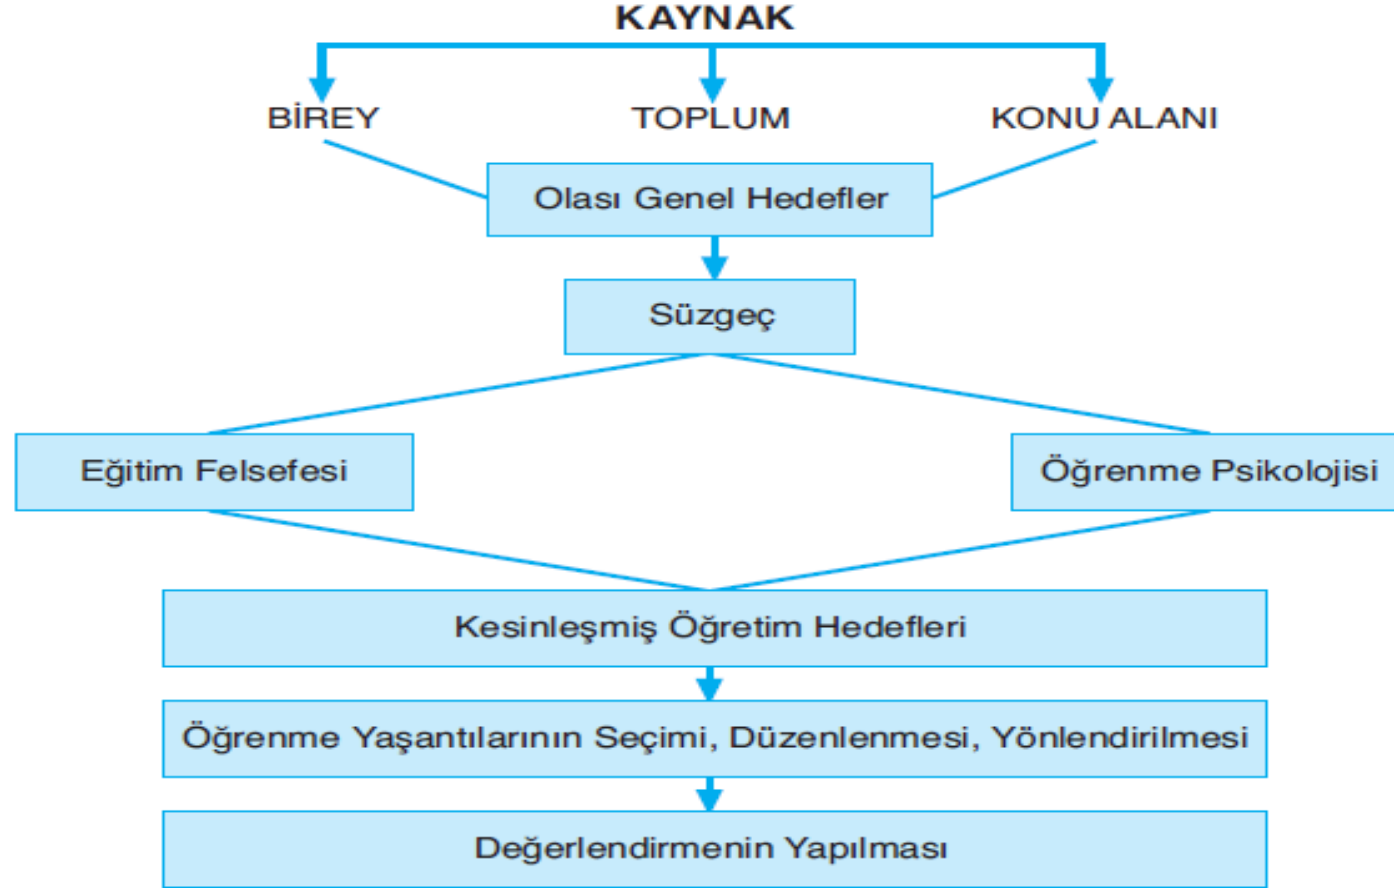 KAYNAK
BİREY
TOPLUM
KONU ALANI
Olası Genel Hedefler
Süzgeç
Eğitim Felsefesi
Öğrenme Psikolojisi
Kesinleşmiş Öğretim Hedefleri
Öğrenme Yaşantılarının Seçimi, Düzenlenmesi, Yönlendirilmesi
Değerlendirmenin Yapılması